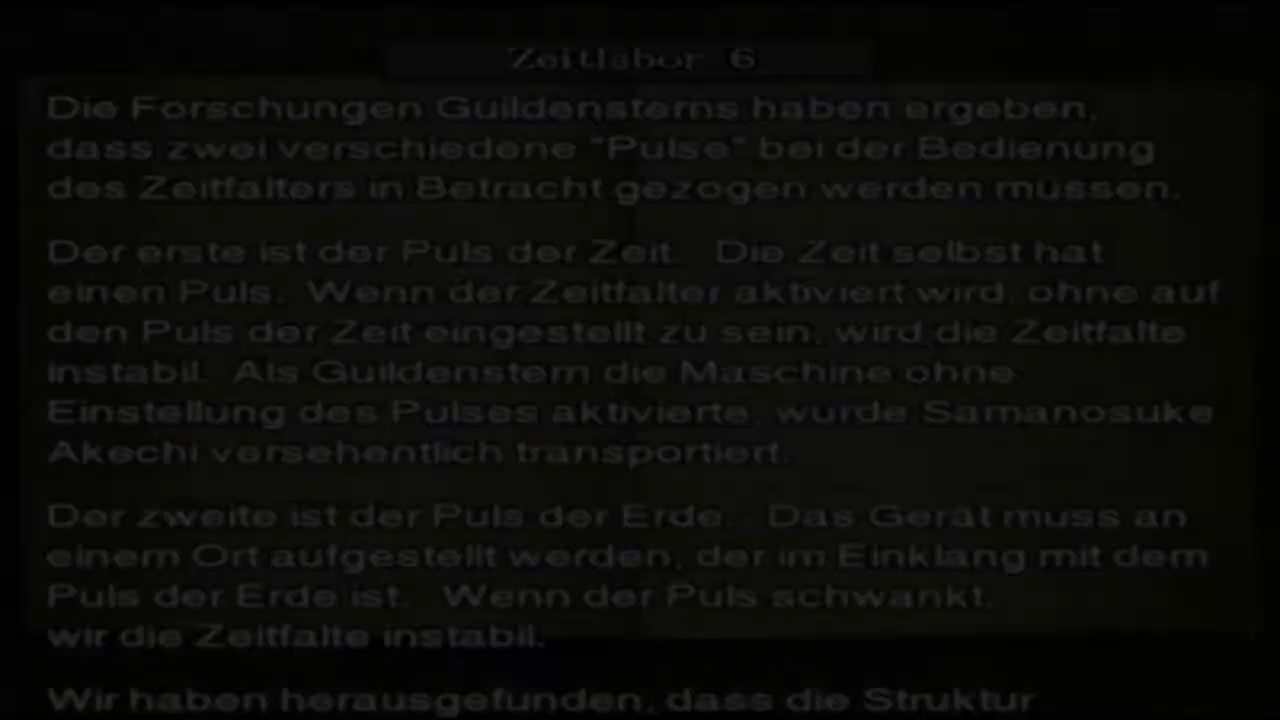 Zeitlabor 6
Die Forschungen Guildensterns haben ergeben,
dass zwei verschiedene "Pulse" bei der Bedienung
des Zeitfalters in Betracht gezogen werden müssen.
Der erste ist der Puls der Zeit. Die Zeit selbst hat
einen Puls. Wenn der Zeitfalter aktiviert wird, ohne auf
den Puls der Zeit eingestellt zu sein, wird die Zeitfalte
instabil. Als Guildenstern die Maschine ohne
Einstellung des Pulses aktivierte, wurde Samanosuke
Akechi versehentlich transportiert.
Der zweite ist der Puls der Erde. Das Gerät muss an
einem Ort aufgestellt werden, der im Einklang mit dem
Puls der Erde ist. Wenn der Puls schwankt,
wir die Zeitfalte instabil.
Wir haben herausgefunden, dass die Struktur